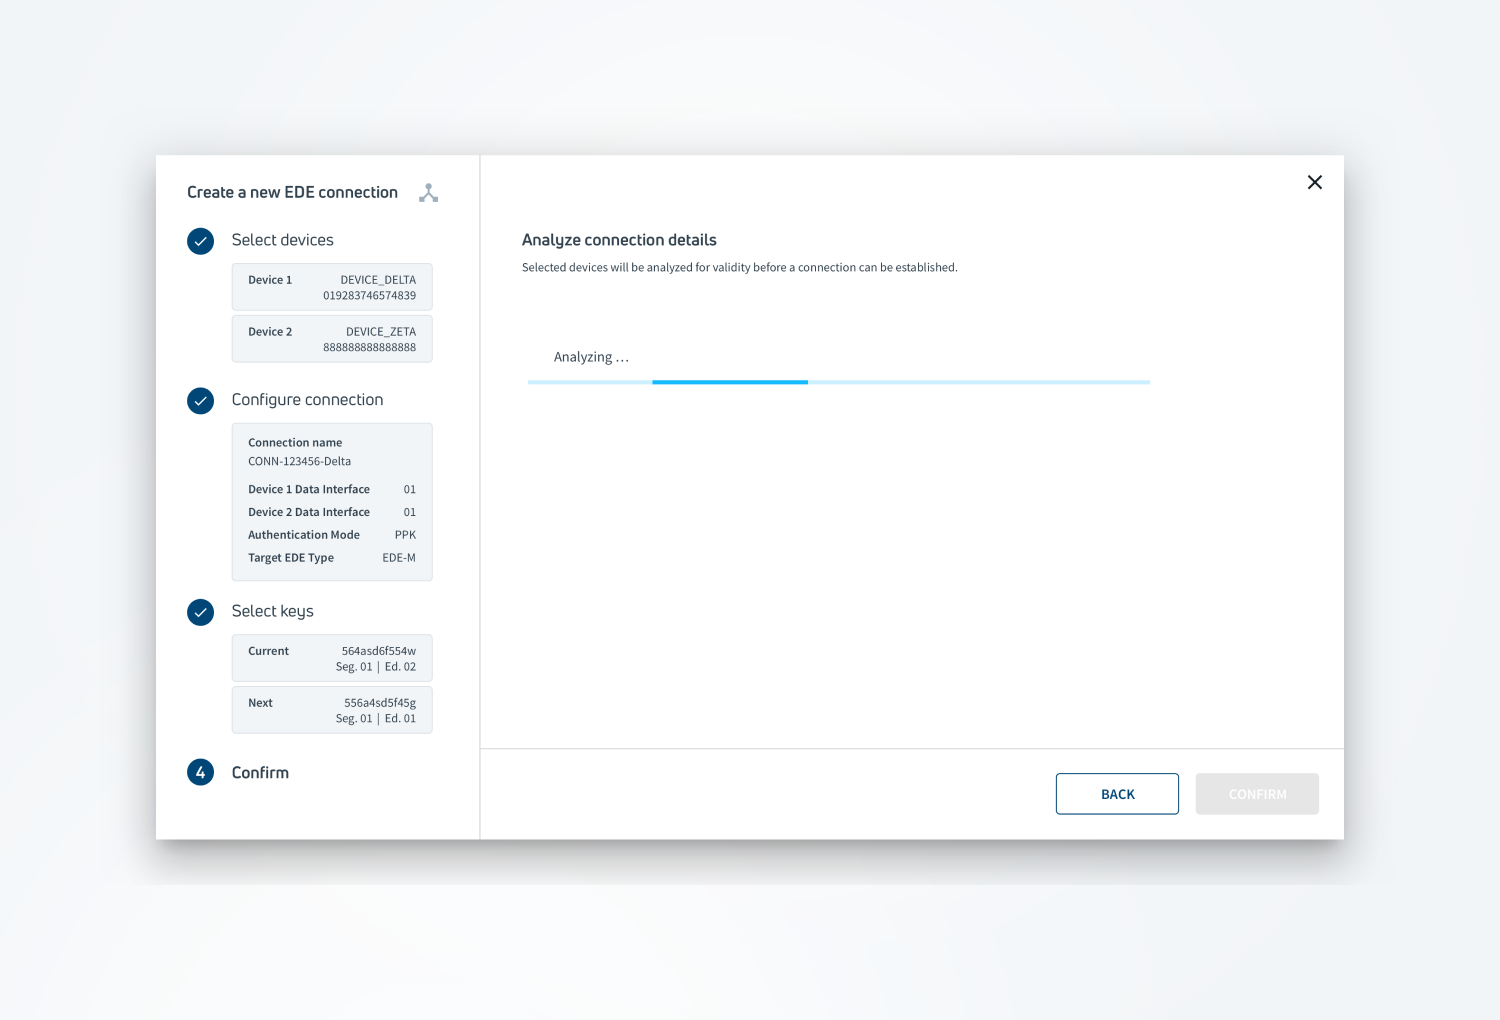 Create a new EDE connection
Select devices
Device 1 DEVICE_DELTA
019283746574839
Device 2 DEVICE_ZETA
888888888888888
Configure connection
Connection name
CONN-123456-Delta
Device 1 Data Interface 01
Device 2 Data Interface 01
Authentication Mode PPK
Target EDE Type EDE-M
Select keys
Current 564asd6f554w
Seg. 01 | Ed. 02
Next 556a4sd5f45g
Seg. 01 | Ed. 01
4 Confirm
Analyze connection details
Selected devices will be analyzed for validity before a connection can be established.
Analyzing ...
BACK CONFIRM